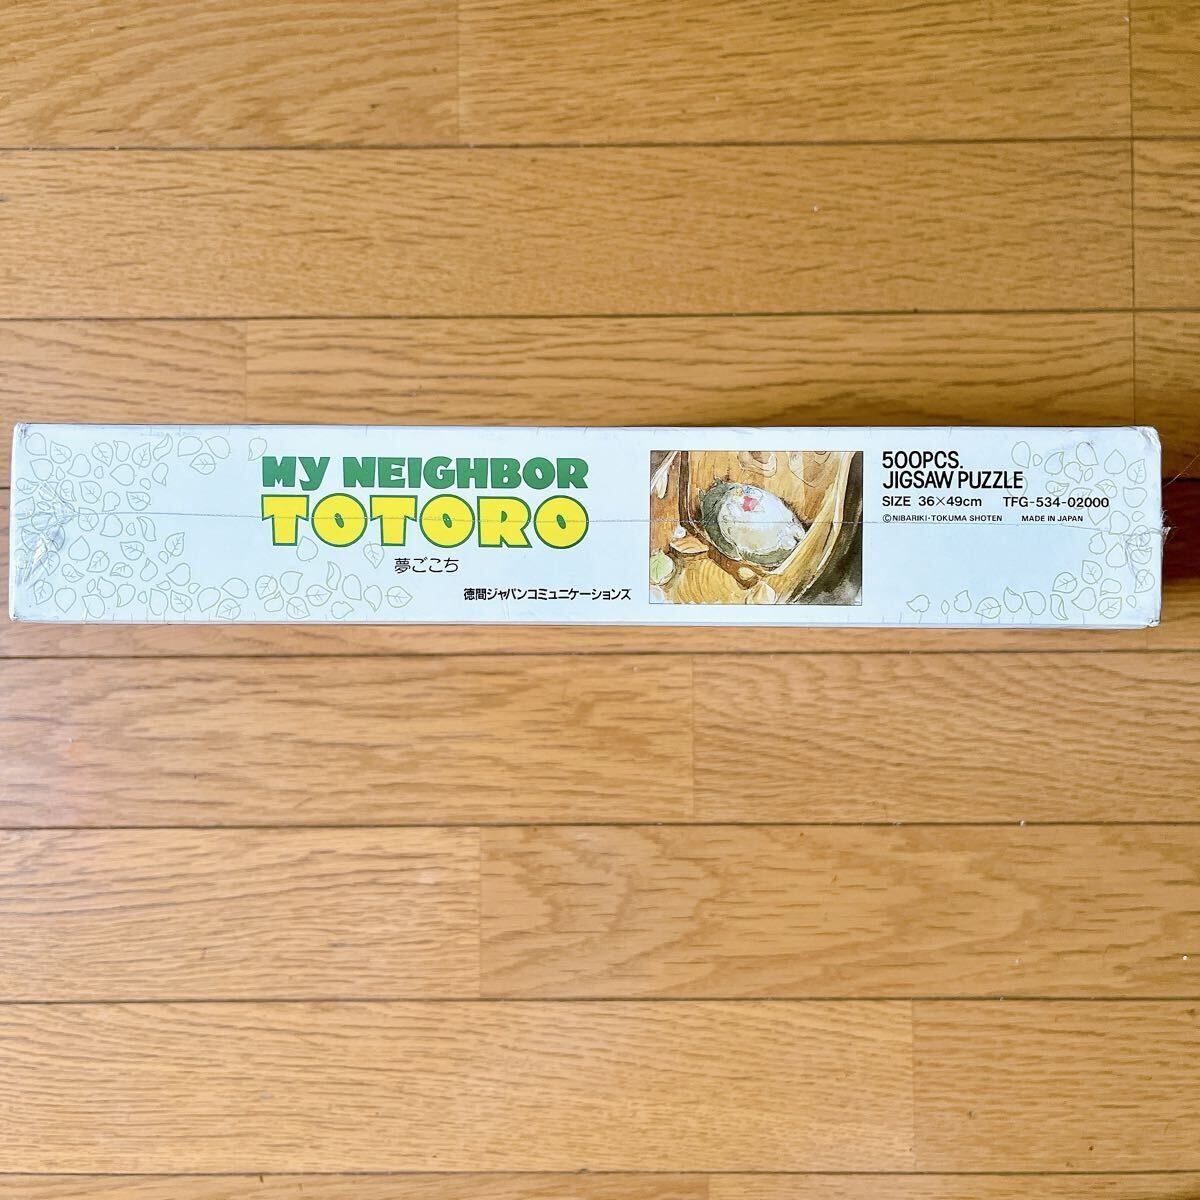 MY NEIGHBOR
TOTORO
夢ごこち
徳間ジャパンコミュニケーションズ
500PCS.
JIGSAW PUZZLE
SIZE 36×49cm TFG-534-02000
©NIBARIKI・TOKUMA SHOTEN MADE IN JAPAN